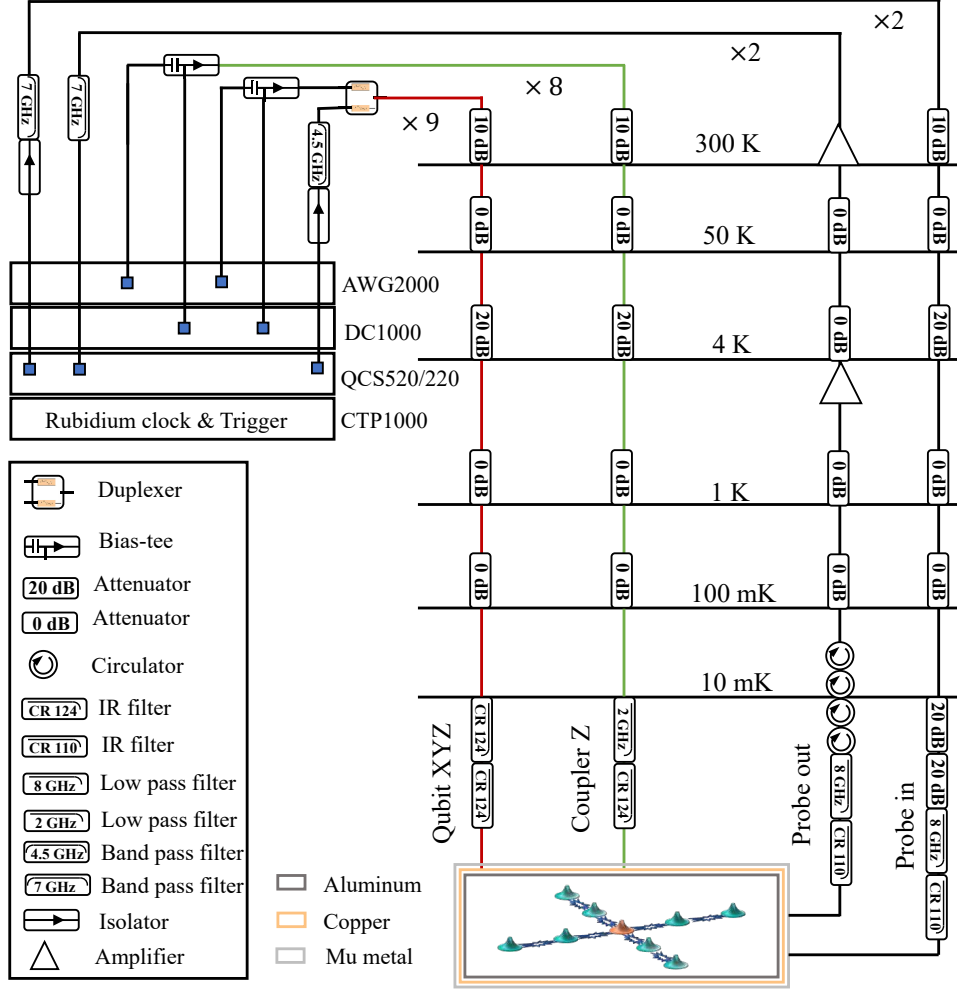 ×2
×2
× 8
× 9
7 GHz
7 GHz
4.5 GHz
10 dB
10 dB
10 dB
300 K
0 dB
0 dB
0 dB
0 dB
50 K
AWG2000
DC1000
QCS520/220
Rubidium clock & Trigger
CTP1000
20 dB
20 dB
0 dB
20 dB
4 K
0 dB
0 dB
0 dB
0 dB
1 K
0 dB
0 dB
0 dB
0 dB
100 mK
10 mK
Qubit XYZ
CR 124
CR 124
Coupler Z
2 GHz
CR 124
Probe out
8 GHz
CR 110
Probe in
20 dB
20 dB
8 GHz
CR110
Duplexer
Bias-tee
20 dB Attenuator
0 dB Attenuator
Circulator
CR 124 IR filter
CR 110 IR filter
8 GHz Low pass filter
2 GHz Low pass filter
4.5 GHz Band pass filter
7 GHz Band pass filter
Isolator
Amplifier
Aluminum
Copper
Mu metal